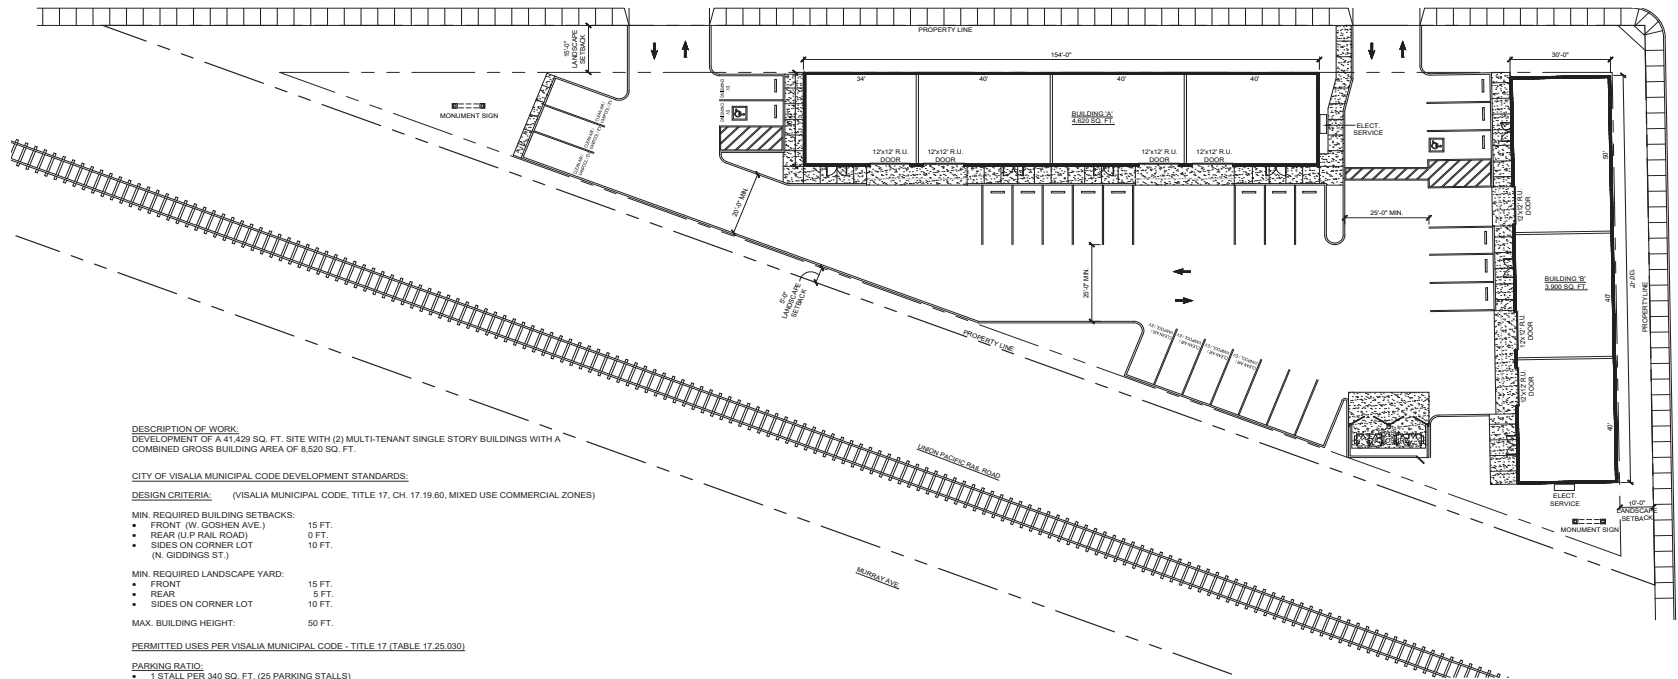 PROPERTY LINE
15'-0"
LANDSCAPE
SETBACK
154'-0"
30'-0"
34'
40'
40'
40'
MONUMENT SIGN
BUILDING 'A'
4,620 SQ. FT.
ELECT.
SERVICE
12'x12' R.U.
DOOR
12'x12' R.U.
DOOR
12'x12' R.U.
DOOR
12'x12' R.U.
DOOR
20'-0" MIN.
25'-0" MIN.
25'-0" MIN.
5'-0"
LANDSCAPE
SETBACK
PROPERTY LINE
50'
12'x12' R.U.
DOOR
BUILDING 'B'
3,900 SQ. FT.
40'
130'-0"
PROPERTY LINE
12'x12' R.U.
DOOR
12'x12' R.U.
DOOR
40'
ELECT.
SERVICE
10'-0"
LANDSCAPE
SETBACK
MONUMENT SIGN
UNION PACIFIC RAIL ROAD
MURRAY AVE.
DESCRIPTION OF WORK:
DEVELOPMENT OF A 41,429 SQ. FT. SITE WITH (2) MULTI-TENANT SINGLE STORY BUILDINGS WITH A
COMBINED GROSS BUILDING AREA OF 8,520 SQ. FT.
CITY OF VISALIA MUNICIPAL CODE DEVELOPMENT STANDARDS:
DESIGN CRITERIA: (VISALIA MUNICIPAL CODE, TITLE 17, CH. 17.19.60, MIXED USE COMMERCIAL ZONES)
MIN. REQUIRED BUILDING SETBACKS:
• FRONT (W. GOSHEN AVE.) 15 FT.
• REAR (U.P RAIL ROAD) 0 FT.
• SIDES ON CORNER LOT 10 FT.
(N. GIDDINGS ST.)
MIN. REQUIRED LANDSCAPE YARD:
• FRONT 15 FT.
• REAR 5 FT.
• SIDES ON CORNER LOT 10 FT.
MAX. BUILDING HEIGHT: 50 FT.
PERMITTED USES PER VISALIA MUNICIPAL CODE - TITLE 17 (TABLE 17.25.030)
PARKING RATIO:
• 1 STALL PER 340 SQ. FT. (25 PARKING STALLS)